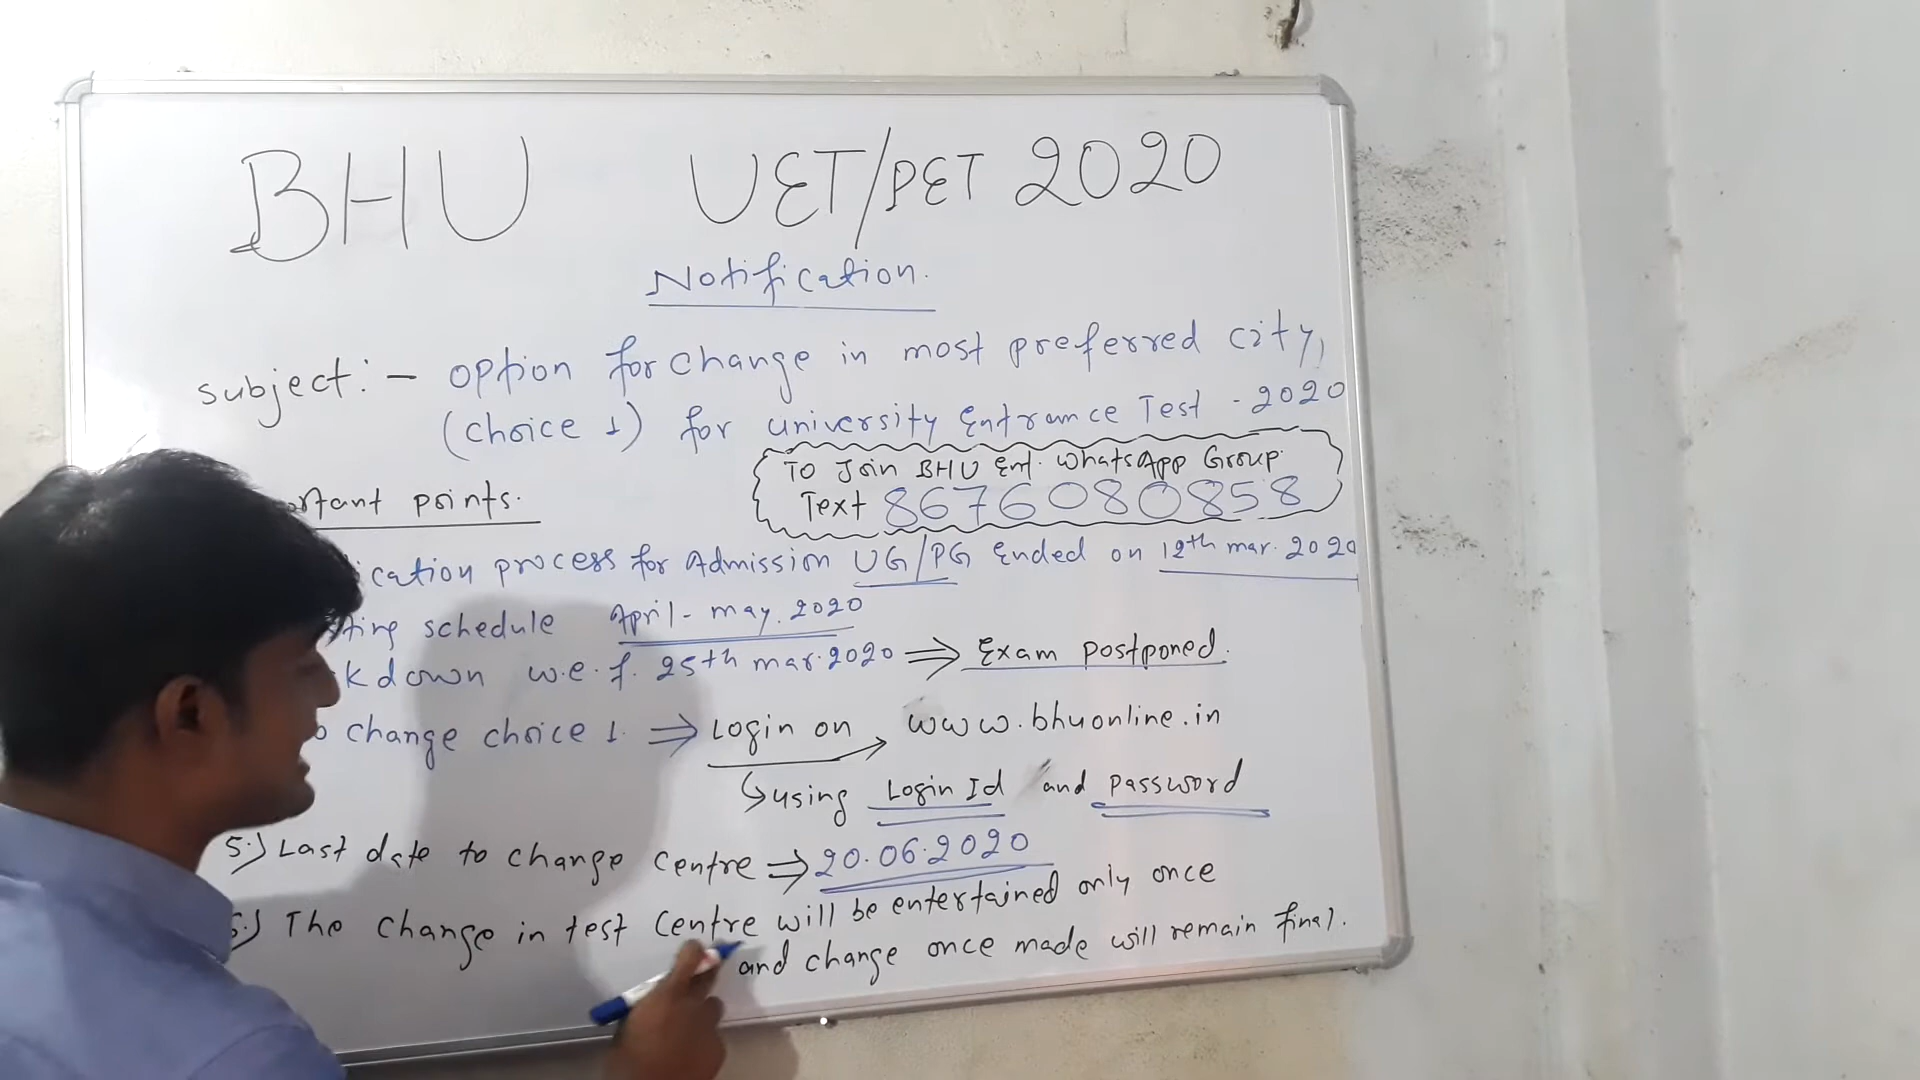 BHU UET/PET 2020
Notification.
Subject:- option for change in most preferred city,
(choice 1) for university Entrance Test - 2020
To Join BHU Ent. WhatsApp Group.
Text 8676080858
points.
process for Admission UG/PG Ended on 12th mar. 2020
schedule April - may. 2020
w.e.f. 25th mar. 2020 ⇒ Exam postponed.
change choice 1. ⇒ Login on → www.bhuonline.in
↳ using Login Id and password
5.) Last date to change centre ⇒ 20.06.2020
The change in test centre will be entertained only once
and change once made will remain final.